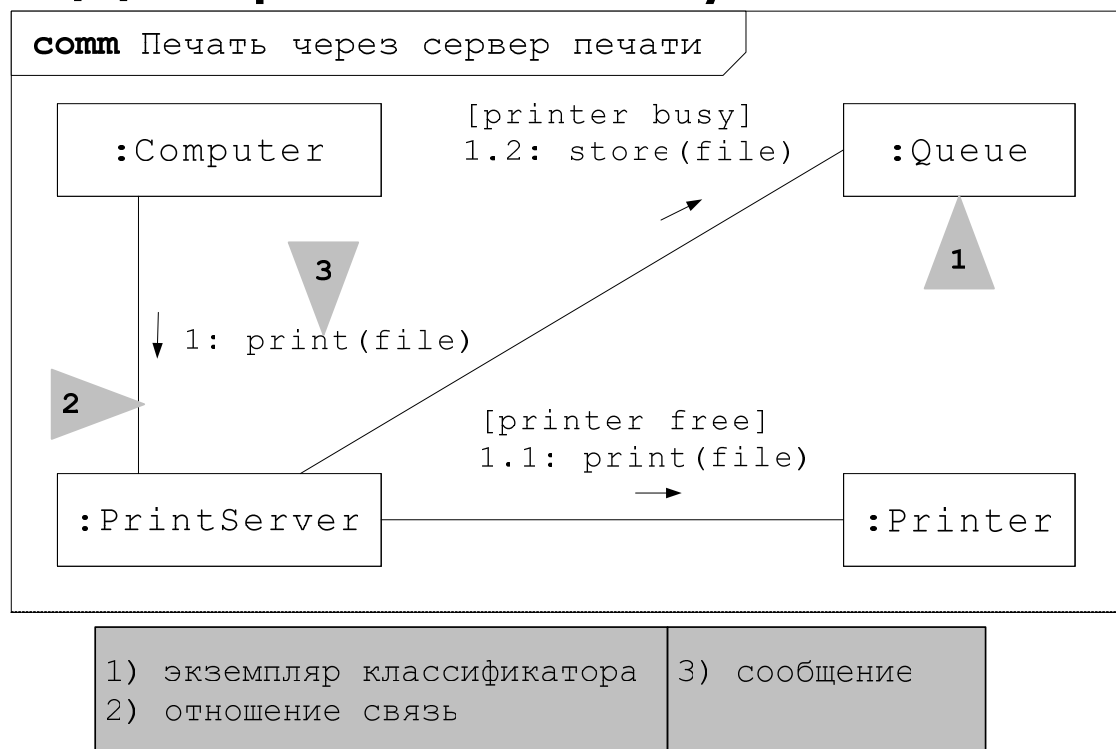 comm Печать через сервер печати
:Computer
[printer busy]
1.2: store(file)
:Queue
1
3
1: print(file)
2
[printer free]
1.1: print(file)
:PrintServer
:Printer
1) экземпляр классификатора
2) отношение связь
3) сообщение